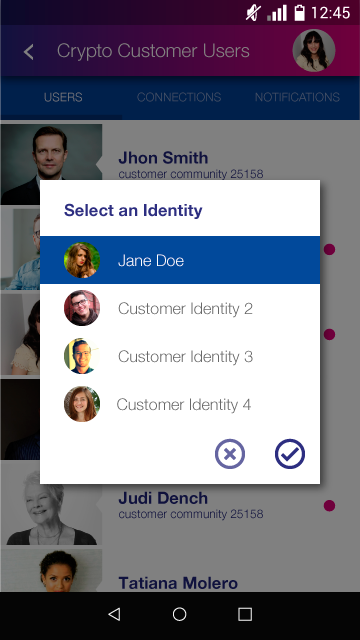 12:45
Crypto Customer Users
USERS
CONNECTIONS
NOTIFICATIONS
Jhon Smith
customer community 25158
Select an Identity
Jane Doe
Customer Identity 2
Customer Identity 3
Customer Identity 4
Judi Dench
customer community 25158
Tatiana Molero